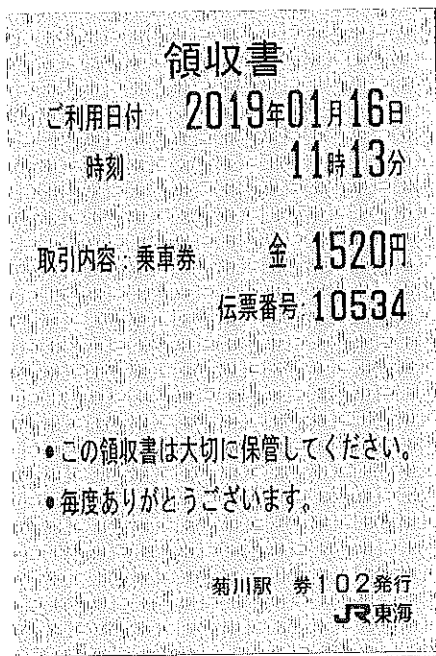 領収書
ご利用日付 2019年01月16日
時刻 11時13分
取引内容:乗車券 金 1520円
伝票番号:10534
•この領収書は大切に保管してください。
•毎度ありがとうございます。
菊川駅 券102発行
JR東海